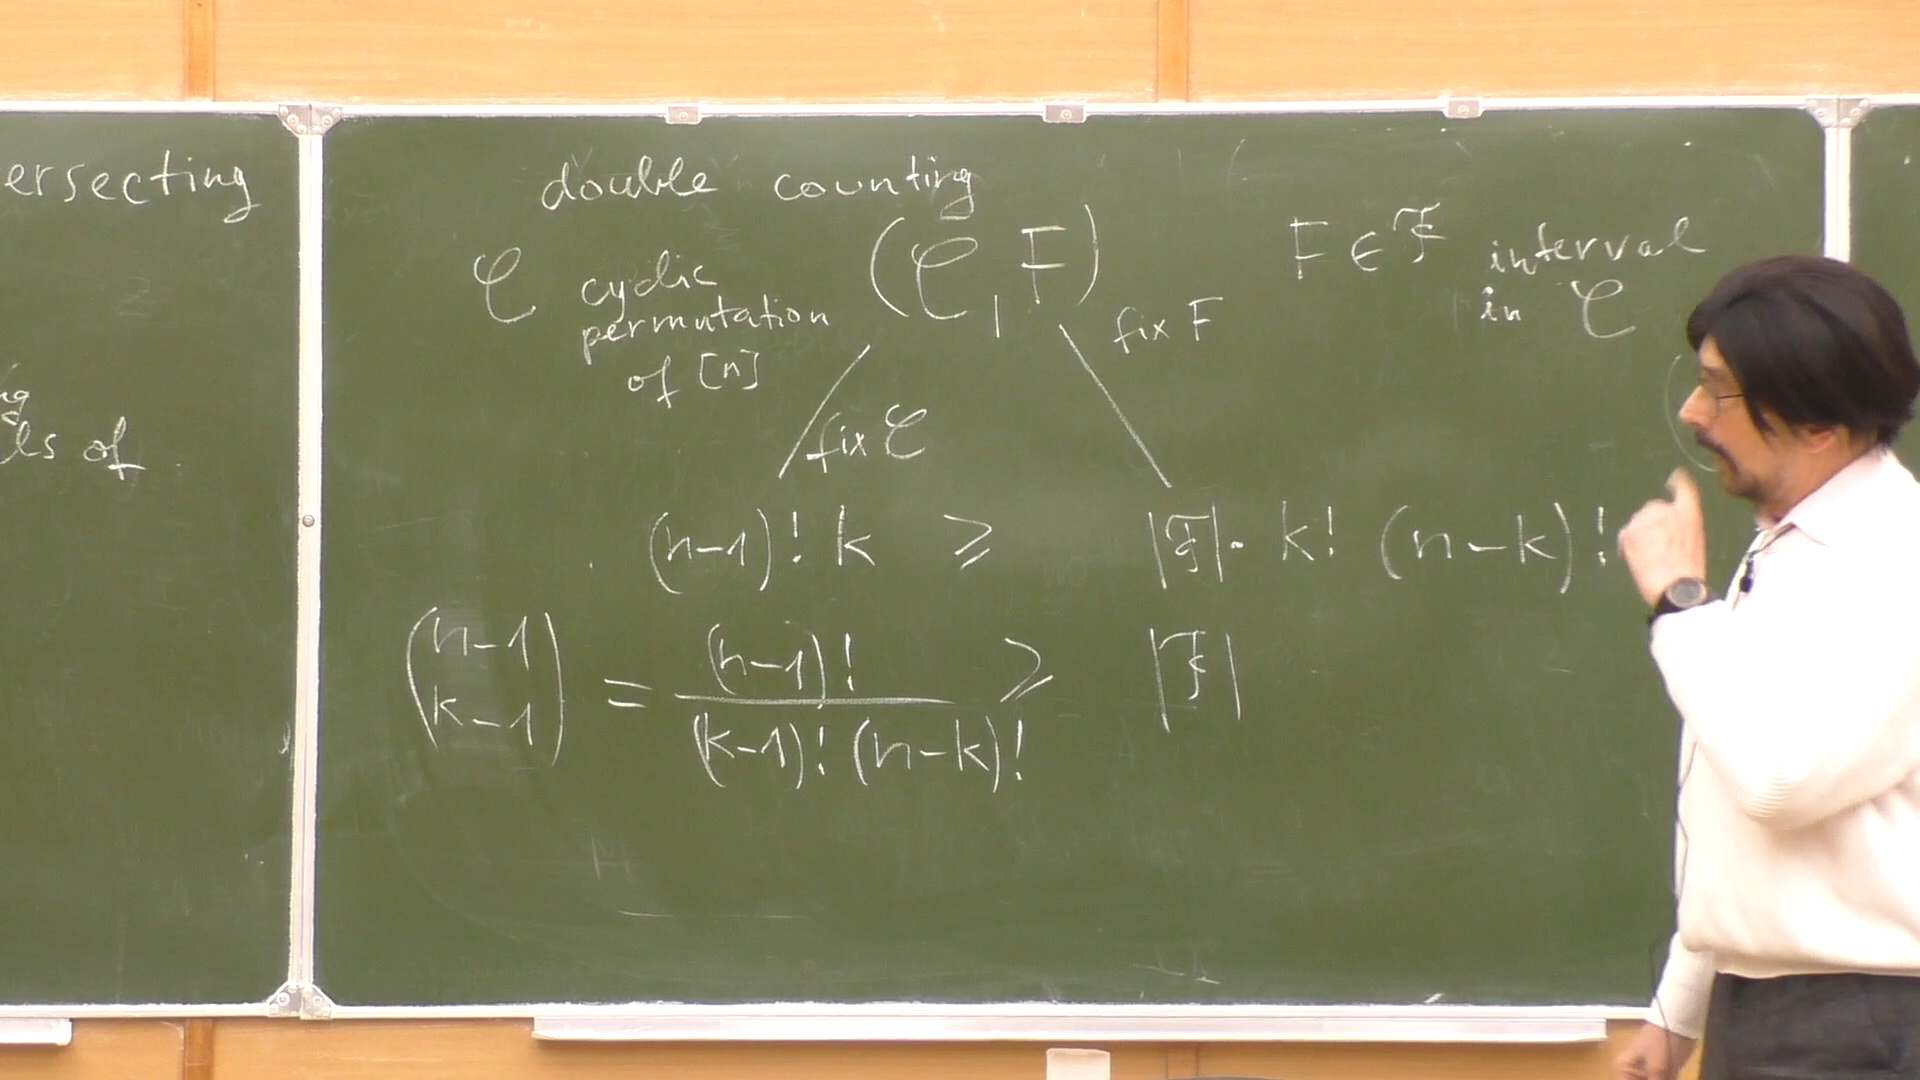 ersecting
ls of
double counting
𝒞 cyclic permutation of [n]
(𝒞, F)
F ∈ ℱ interval in 𝒞
fix 𝒞
fix F
(n-1)! k ≥ |ℱ| · k! (n-k)!
(n-1 k-1) = (n-1)! / (k-1)! (n-k)! ≥ |ℱ|